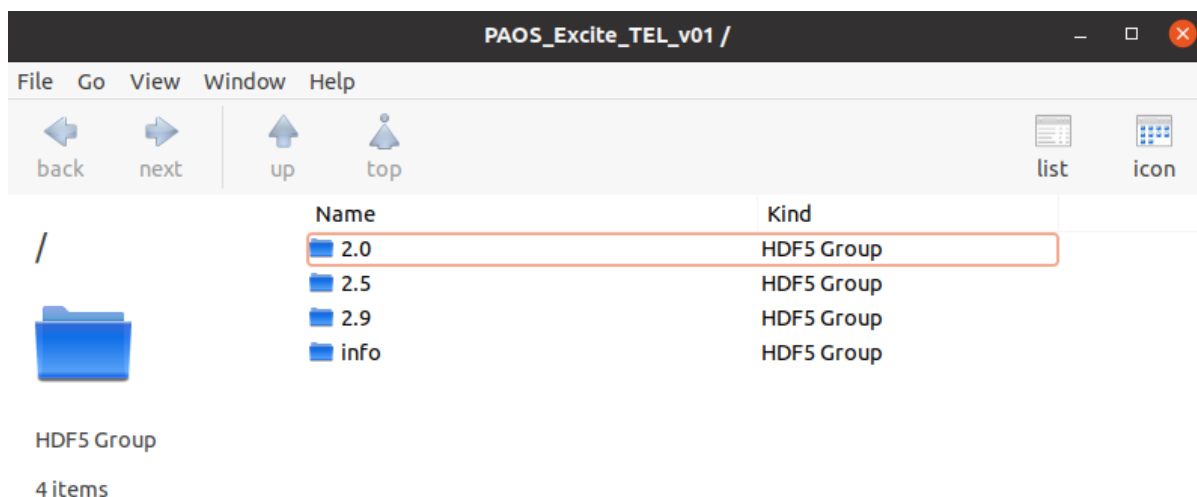 PAOS_Excite_TEL_v01 /
File Go View Window Help
back next up top list icon
Name Kind
/
2.0 HDF5 Group
2.5 HDF5 Group
2.9 HDF5 Group
info HDF5 Group
HDF5 Group
4 items